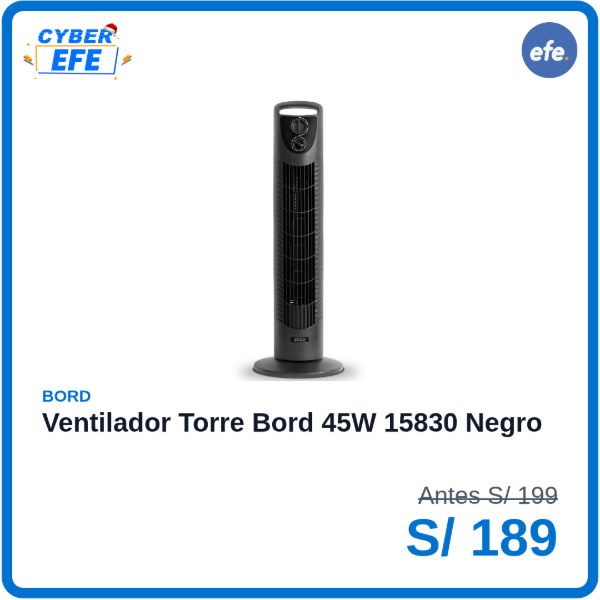 CYBER
EFE
efe.
BORD
Ventilador Torre Bord 45W 15830 Negro
Antes S/ 199
S/ 189